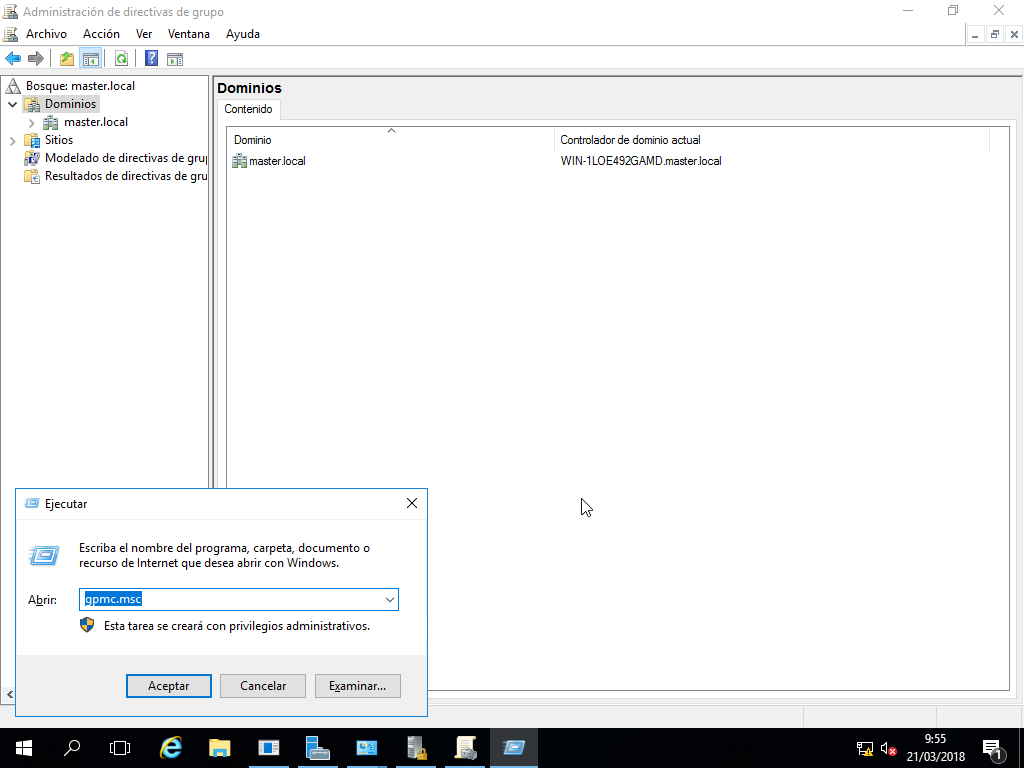 Administración de directivas de grupo
Archivo Acción Ver Ventana Ayuda
Bosque: master.local
Dominios
master.local
Sitios
Modelado de directivas de gru
Resultados de directivas de gru
Dominios
Contenido
Dominio Controlador de dominio actual
master.local WIN-1LOE492GAMD.master.local
Ejecutar
Escriba el nombre del programa, carpeta, documento o
recurso de Internet que desea abrir con Windows.
Abrir: gpmc.msc
Esta tarea se creará con privilegios administrativos.
Aceptar Cancelar Examinar...
9:55
21/03/2018
1